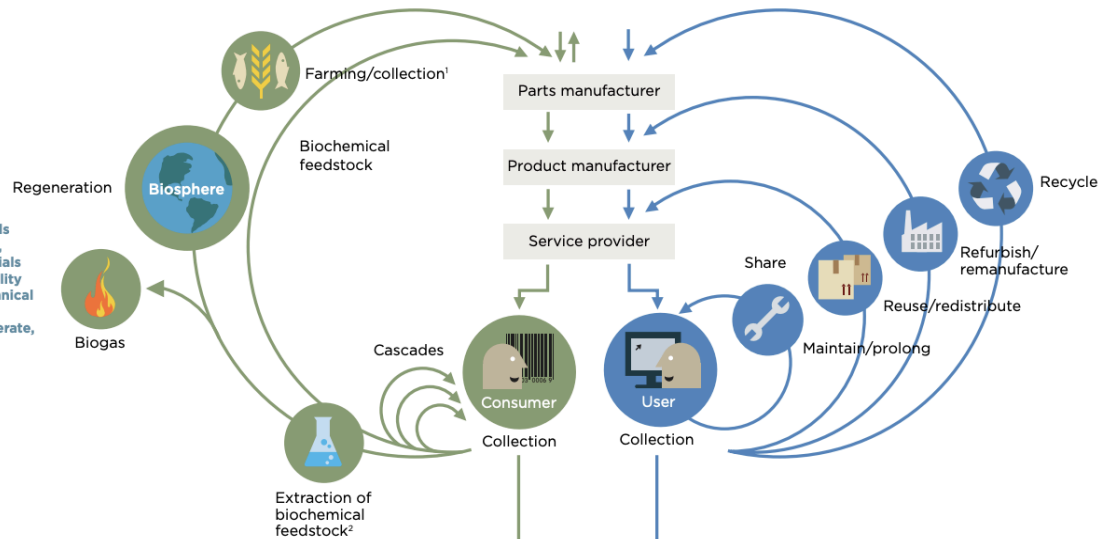 Farming/collection¹
Parts manufacturer
Biochemical
feedstock
Product manufacturer
Regeneration
Biosphere
Recycle
Service provider
Refurbish/
remanufacture
Share
Reuse/redistribute
Biogas
Cascades
Maintain/prolong
Consumer
User
Collection
Collection
Extraction of
biochemical
feedstock²